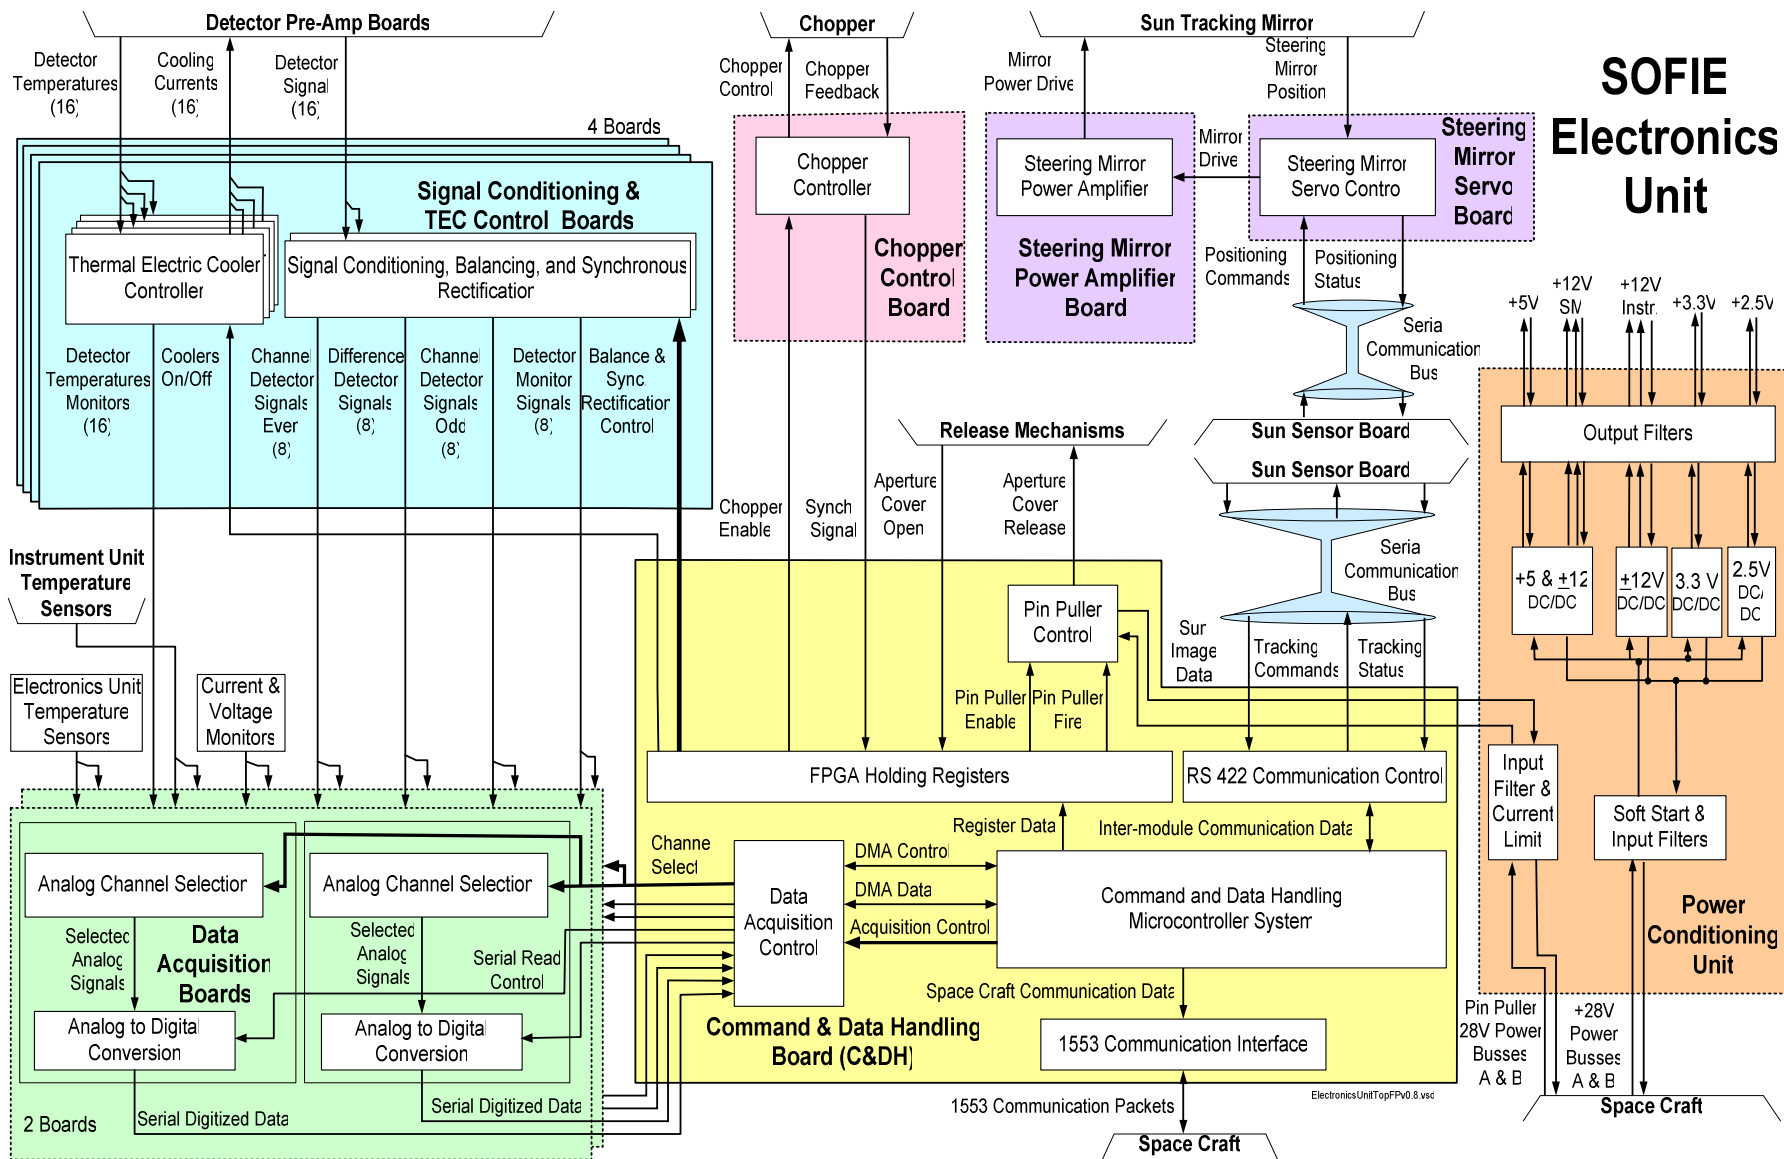 Detector Pre-Amp Boards
Chopper
Sun Tracking Mirror
SOFIE
Electronics
Unit
Detector
Temperatures
(16)
Cooling
Currents
(16)
Detector
Signal
(16)
Chopper
Control
Chopper
Feedback
Mirror
Power Drive
Steering
Mirror
Position
4 Boards
Signal Conditioning &
TEC Control Boards
Thermal Electric Cooler
Controller
Signal Conditioning, Balancing, and Synchronous
Rectification
Detector
Temperatures
Monitors
(16)
Coolers
On/Off
Channel
Detector
Signals
Ever
(8)
Difference
Detector
Signals
(8)
Channel
Detector
Signals
Odd
(8)
Detector
Monitor
Signals
(8)
Balance &
Sync
Rectification
Control
Chopper
Controller
Chopper
Control
Board
Steering Mirror
Power Amplifier
Steering Mirror
Power Amplifier
Board
Mirror
Drive
Steering Mirror
Servo Contro
Steering
Mirror
Servo
Board
Positioning
Commands
Positioning
Status
Seria
Communication
Bus
Sun Sensor Board
Sun Sensor Board
Seria
Communication
Bus
+5V
+12V
SM
+12V
Instr.
+3.3V
+2.5V
Output Filters
+5 & +12
DC/DC
±12V
DC/DC
3.3 V
DC/DC
2.5V
DC/
DC
Release Mechanisms
Chopper
Enable
Synch
Signal
Aperture
Cover
Open
Aperture
Cover
Release
Instrument Unit
Temperature
Sensors
Electronics Unit
Temperature
Sensors
Current &
Voltage
Monitors
Pin Puller
Control
Sun
Image
Data
Tracking
Commands
Tracking
Status
Pin Puller
Enable
Pin Puller
Fire
FPGA Holding Registers
RS 422 Communication Control
Input
Filter &
Current
Limit
Soft Start &
Input Filters
Power
Conditioning
Unit
Register Data
Inter-module Communication Data
Channe
Select
Data
Acquisition
Control
DMA Control
DMA Data
Acquisition Control
Command and Data Handling
Microcontroller System
Analog Channel Selection
Analog Channel Selection
Selected
Analog
Signals
Data
Acquisition
Boards
Selected
Analog
Signals
Serial Read
Control
Analog to Digital
Conversion
Analog to Digital
Conversion
Space Craft Communication Data
Command & Data Handling
Board (C&DH)
1553 Communication Interface
Pin Puller
28V Power
Busses
A & B
+28V
Power
Busses
A & B
ElectronicsUnitTopFPv0.8.vsd
2 Boards
Serial Digitized Data
Serial Digitized Data
1553 Communication Packets
Space Craft
Space Craft